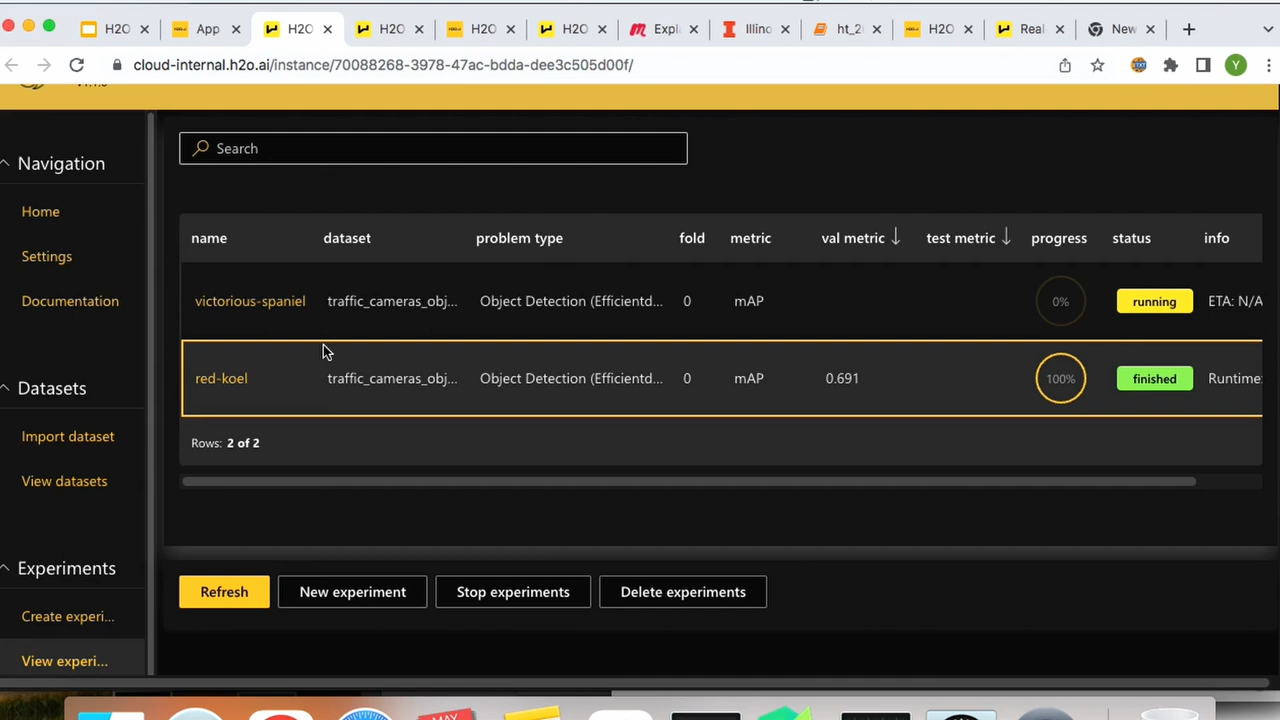 H2O
App
H2O
H2O
H2O
H2O
Expl
Illino
ht_2
H2O
Real
New
cloud-internal.h2o.ai/instance/70088268-3978-47ac-bdda-dee3c505d00f/
Y
Navigation
Home
Settings
Documentation
Datasets
Import dataset
View datasets
Experiments
Create experi...
View experi...
Search
name dataset problem type fold metric val metric test metric progress status info
victorious-spaniel traffic_cameras_obj... Object Detection (Efficientd... 0 mAP 0% running ETA: N/A
red-koel traffic_cameras_obj... Object Detection (Efficientd... 0 mAP 0.691 100% finished Runtime:
Rows: 2 of 2
Refresh New experiment Stop experiments Delete experiments
MAY